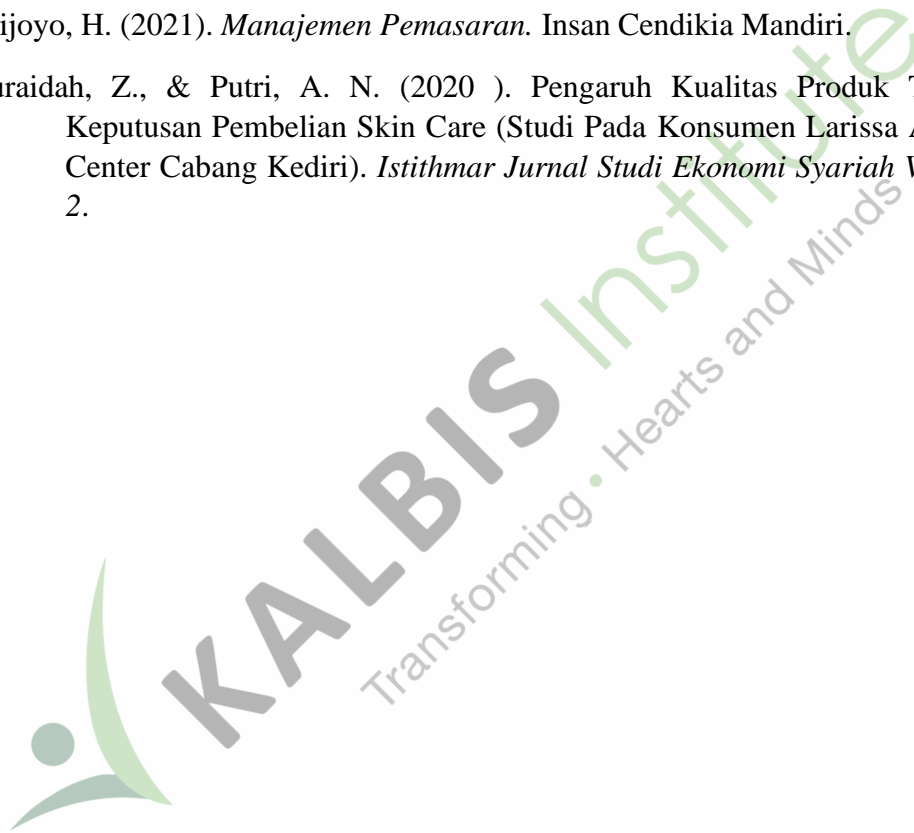 ijoyo, H. (2021). Manajemen Pemasaran. Insan Cendikia Mandiri.
uraidah, Z., & Putri, A. N. (2020 ). Pengaruh Kualitas Produk T
Keputusan Pembelian Skin Care (Studi Pada Konsumen Larissa A
Center Cabang Kediri). Istithmar Jurnal Studi Ekonomi Syariah V
2.
KALBIS Institute
Transforming • Hearts and Minds